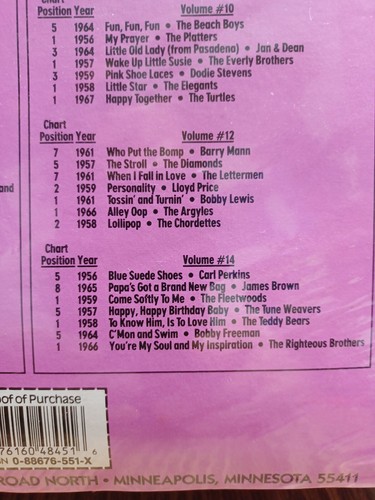 Chart
Position Year Volume #10
5 1964 Fun, Fun, Fun • The Beach Boys
1 1956 My Prayer • The Platters
3 1964 Little Old Lady (from Pasadena) • Jan & Dean
1 1957 Wake Up Little Susie • The Everly Brothers
3 1959 Pink Shoe Laces • Dodie Stevens
1 1958 Little Star • The Elegants
1 1967 Happy Together • The Turtles
Chart
Position Year Volume #12
7 1961 Who Put the Bomp • Barry Mann
5 1957 The Stroll • The Diamonds
7 1961 When I Fall in Love • The Lettermen
and
2 1959 Personality • Lloyd Price
1 1961 Tossin' and Turnin' • Bobby Lewis
1 1966 Alley Oop • The Argyles
2 1958 Lollipop • The Chordettes
Chart
Position Year Volume #14
5 1956 Blue Suede Shoes • Carl Perkins
8 1965 Papa's Got a Brand New Bag • James Brown
1 1959 Come Softly To Me • The Fleetwoods
5 1957 Happy, Happy Birthday Baby • The Tune Weavers
1 1958 To Know Him, Is To Love Him • The Teddy Bears
5 1964 C'Mon and Swim • Bobby Freeman
1 1966 You're My Soul and My Inspiration • The Righteous Brothers
oof of Purchase
76160 48451 6
BN 0-88676-551-X
ROAD NORTH • MINNEAPOLIS, MINNESOTA 55411